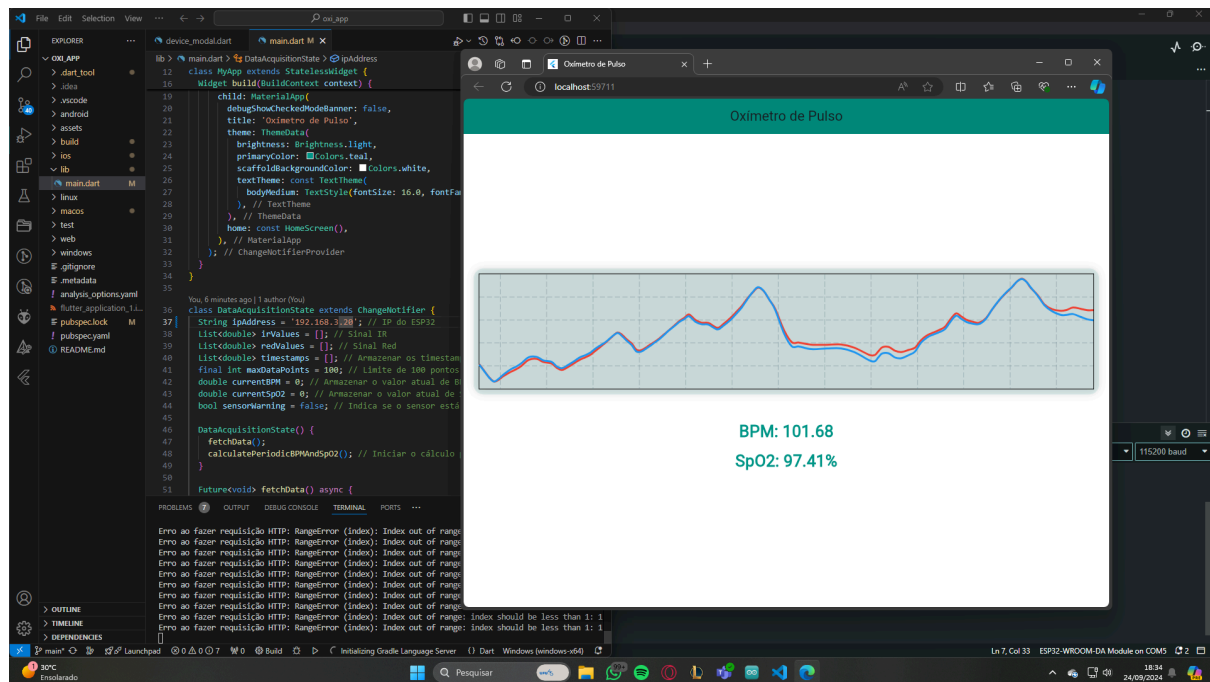 File Edit Selection View ...
oxi_app
EXPLORER
OXI_APP
.dart_tool
.idea
.vscode
android
assets
build
ios
lib
main.dart M
linux
macos
test
web
windows
.gitignore
.metadata
analysis_options.yaml
flutter_application_1.i...
pubspec.lock M
pubspec.yaml
README.md
OUTLINE
TIMELINE
DEPENDENCIES
40
device_modal.dart main.dart M
lib > main.dart > DataAcquisitionState > ipAddress
12 class MyApp extends StatelessWidget {
16 Widget build(BuildContext context) {
19 child: MaterialApp(
20 debugShowCheckedModeBanner: false,
21 title: 'Oxímetro de Pulso',
22 theme: ThemeData(
23 brightness: Brightness.light,
24 primaryColor: Colors.teal,
25 scaffoldBackgroundColor: Colors.white,
26 textTheme: const TextTheme(
27 bodyMedium: TextStyle(fontSize: 16.0, fontFa
28 ), // TextTheme
29 ), // ThemeData
30 home: const HomeScreen(),
31 ), // MaterialApp
32 ); // ChangeNotifierProvider
33 }
34 }
35
You, 6 minutes ago | 1 author (You)
36 class DataAcquisitionState extends ChangeNotifier {
37 String ipAddress = '192.168.3.20'; // IP do ESP32
38 List<double> irValues = []; // Sinal IR
39 List<double> redValues = []; // Sinal Red
40 List<double> timestamps = []; // Armazenar os timestam
41 final int maxDataPoints = 100; // Limite de 100 pontos
42 double currentBPM = 0; // Armazenar o valor atual de B
43 double currentSpO2 = 0; // Armazenar o valor atual de
44 bool sensorWarning = false; // Indica se o sensor está
45
46 DataAcquisitionState() {
47 fetchData();
48 calculatePeriodicBPMAndSpO2(); // Iniciar o cálculo
49 }
50
51 Future<void> fetchData() async {
PROBLEMS 7 OUTPUT DEBUG CONSOLE TERMINAL PORTS ...
Erro ao fazer requisição HTTP: RangeError (index): Index out of range
Erro ao fazer requisição HTTP: RangeError (index): Index out of range
Erro ao fazer requisição HTTP: RangeError (index): Index out of range
Erro ao fazer requisição HTTP: RangeError (index): Index out of range
Erro ao fazer requisição HTTP: RangeError (index): Index out of range
Erro ao fazer requisição HTTP: RangeError (index): Index out of range
Erro ao fazer requisição HTTP: RangeError (index): Index out of range
Erro ao fazer requisição HTTP: RangeError (index): Index out of range
Erro ao fazer requisição HTTP: RangeError (index): Index out of range: index should be less than 1: 1
Erro ao fazer requisição HTTP: RangeError (index): Index out of range: index should be less than 1: 1
Oxímetro de Pulso
localhost:59711
Oxímetro de Pulso
BPM: 101.68
SpO2: 97.41%
115200 baud
main* Launchpad 0 0 7 0 Build Initializing Gradle Language Server Dart Windows (windows-x64)
Ln 7, Col 33 ESP32-WROOM-DA Module on COM5 2
1
30°C
Ensolarado
Pesquisar
99+
18:34
24/09/2024